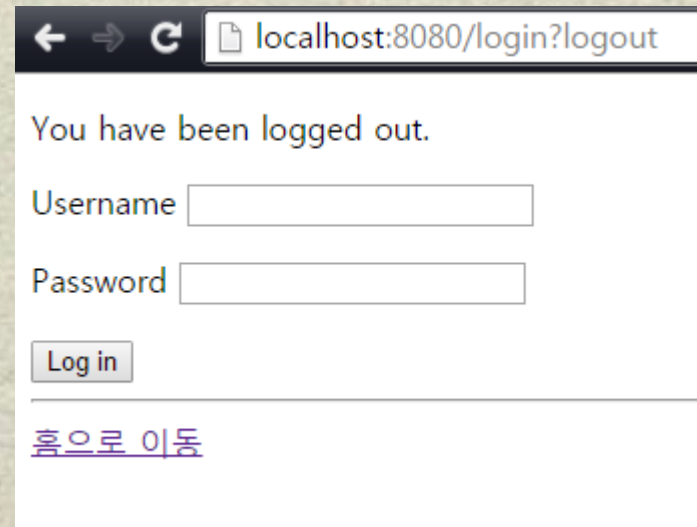 localhost:8080/login?logout
You have been logged out.
Username
Password
Log in
홈으로 이동